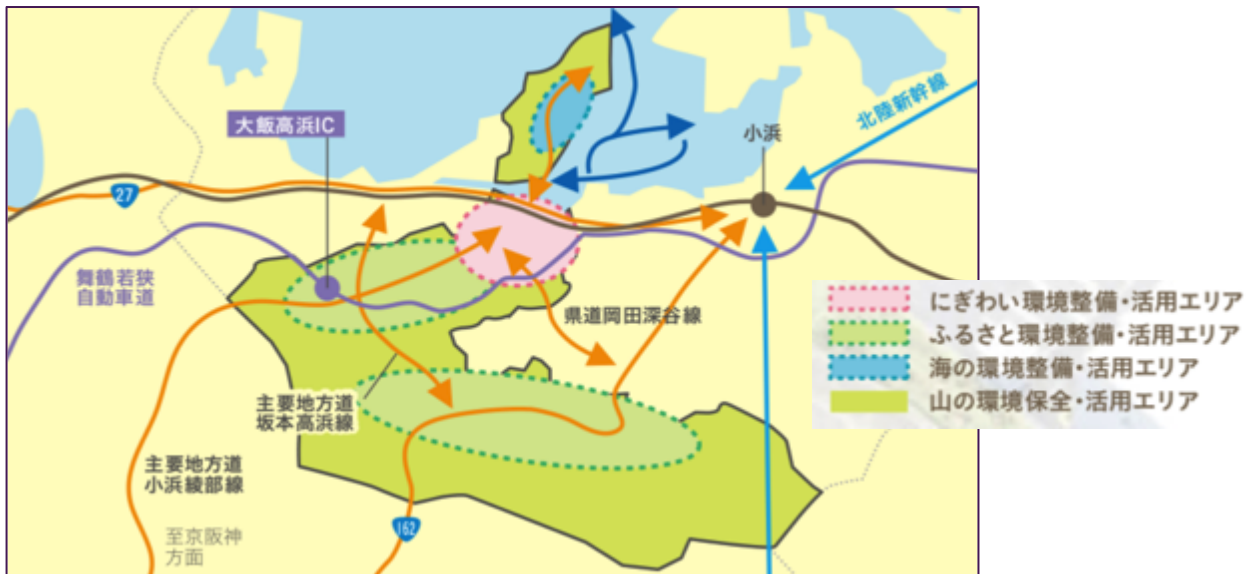 北陸新幹線
大飯高浜IC
小浜
27
舞鶴若狭
自動車道
県道岡田深谷線
主要地方道
坂本高浜線
主要地方道
小浜綾部線
162
至京阪神
方面
にぎわい環境整備・活用エリア
ふるさと環境整備・活用エリア
海の環境整備・活用エリア
山の環境保全・活用エリア